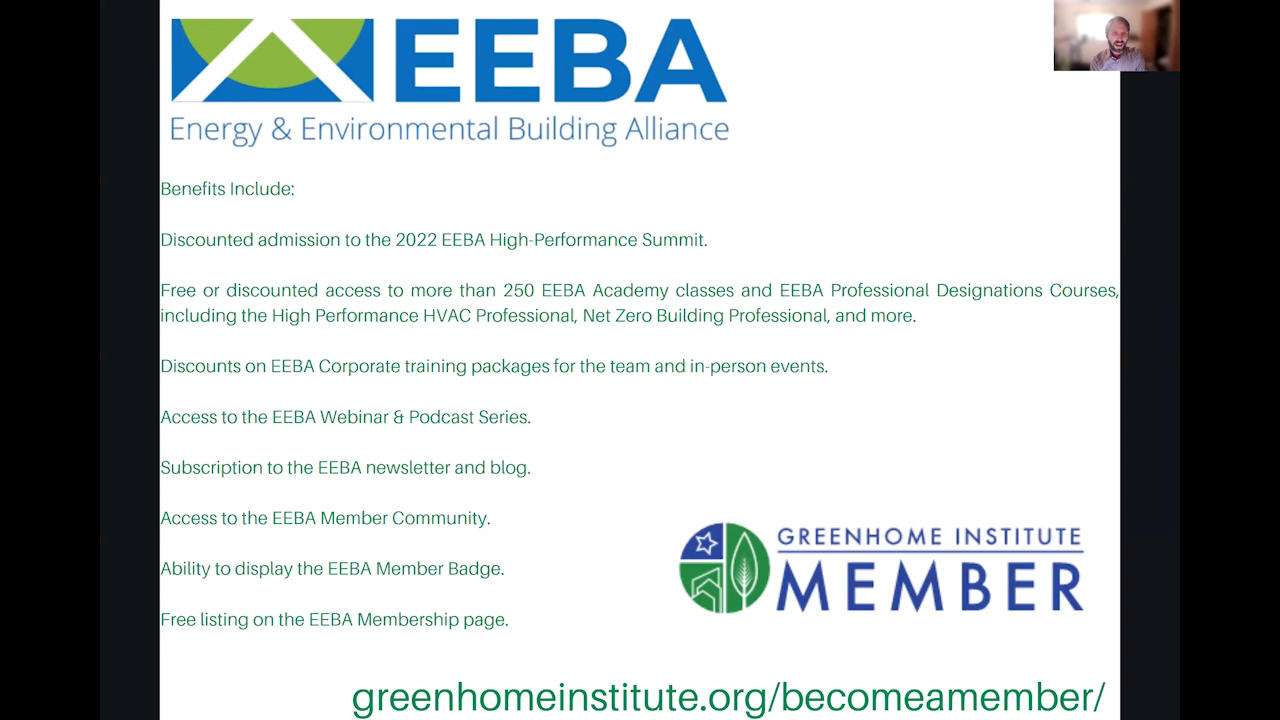 EEBA
Energy & Environmental Building Alliance
Benefits Include:
Discounted admission to the 2022 EEBA High-Performance Summit.
Free or discounted access to more than 250 EEBA Academy classes and EEBA Professional Designations Courses,
including the High Performance HVAC Professional, Net Zero Building Professional, and more.
Discounts on EEBA Corporate training packages for the team and in-person events.
Access to the EEBA Webinar & Podcast Series.
Subscription to the EEBA newsletter and blog.
Access to the EEBA Member Community.
Ability to display the EEBA Member Badge.
Free listing on the EEBA Membership page.
GREENHOME INSTITUTE
MEMBER
greenhomeinstitute.org/becomeamember/